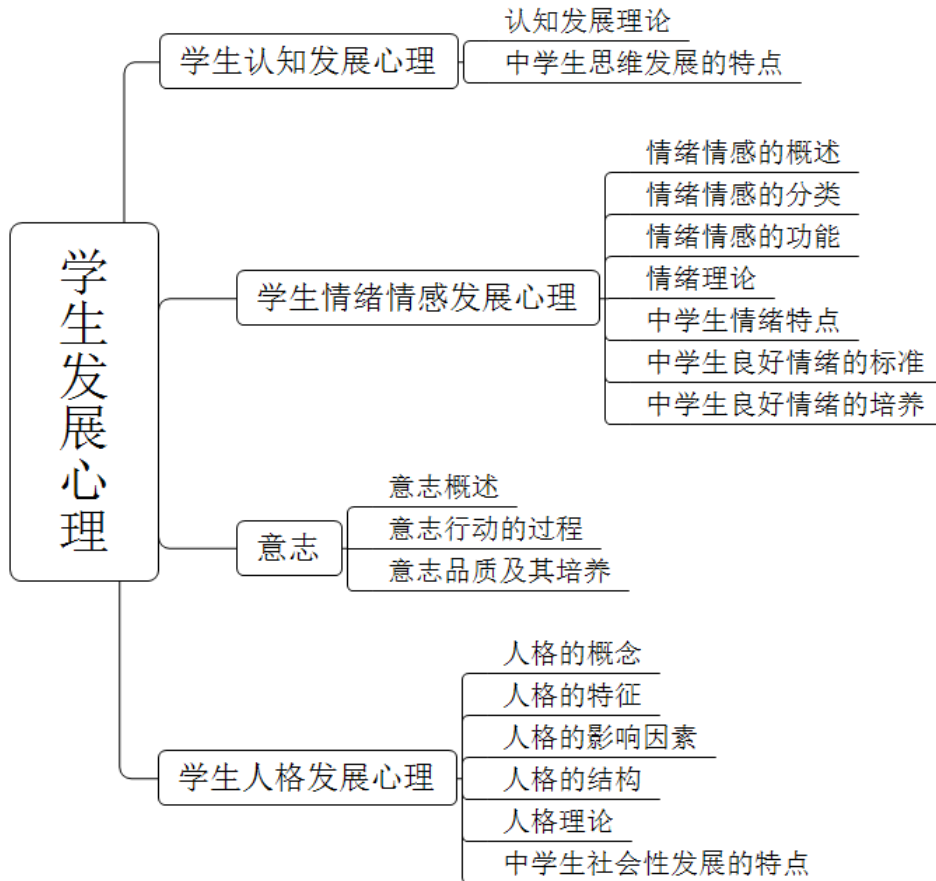 学生发展心理
学生认知发展心理
认知发展理论
中学生思维发展的特点
学生情绪情感发展心理
情绪情感的概述
情绪情感的分类
情绪情感的功能
情绪理论
中学生情绪特点
中学生良好情绪的标准
中学生良好情绪的培养
意志
意志概述
意志行动的过程
意志品质及其培养
学生人格发展心理
人格的概念
人格的特征
人格的影响因素
人格的结构
人格理论
中学生社会性发展的特点